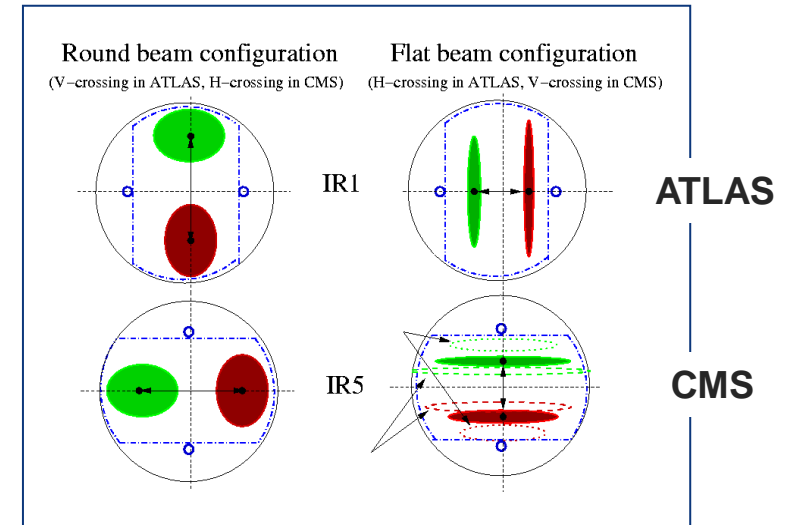 Round beam configuration
(V-crossing in ATLAS, H-crossing in CMS)
Flat beam configuration
(H-crossing in ATLAS, V-crossing in CMS)
IR1
ATLAS
IR5
CMS